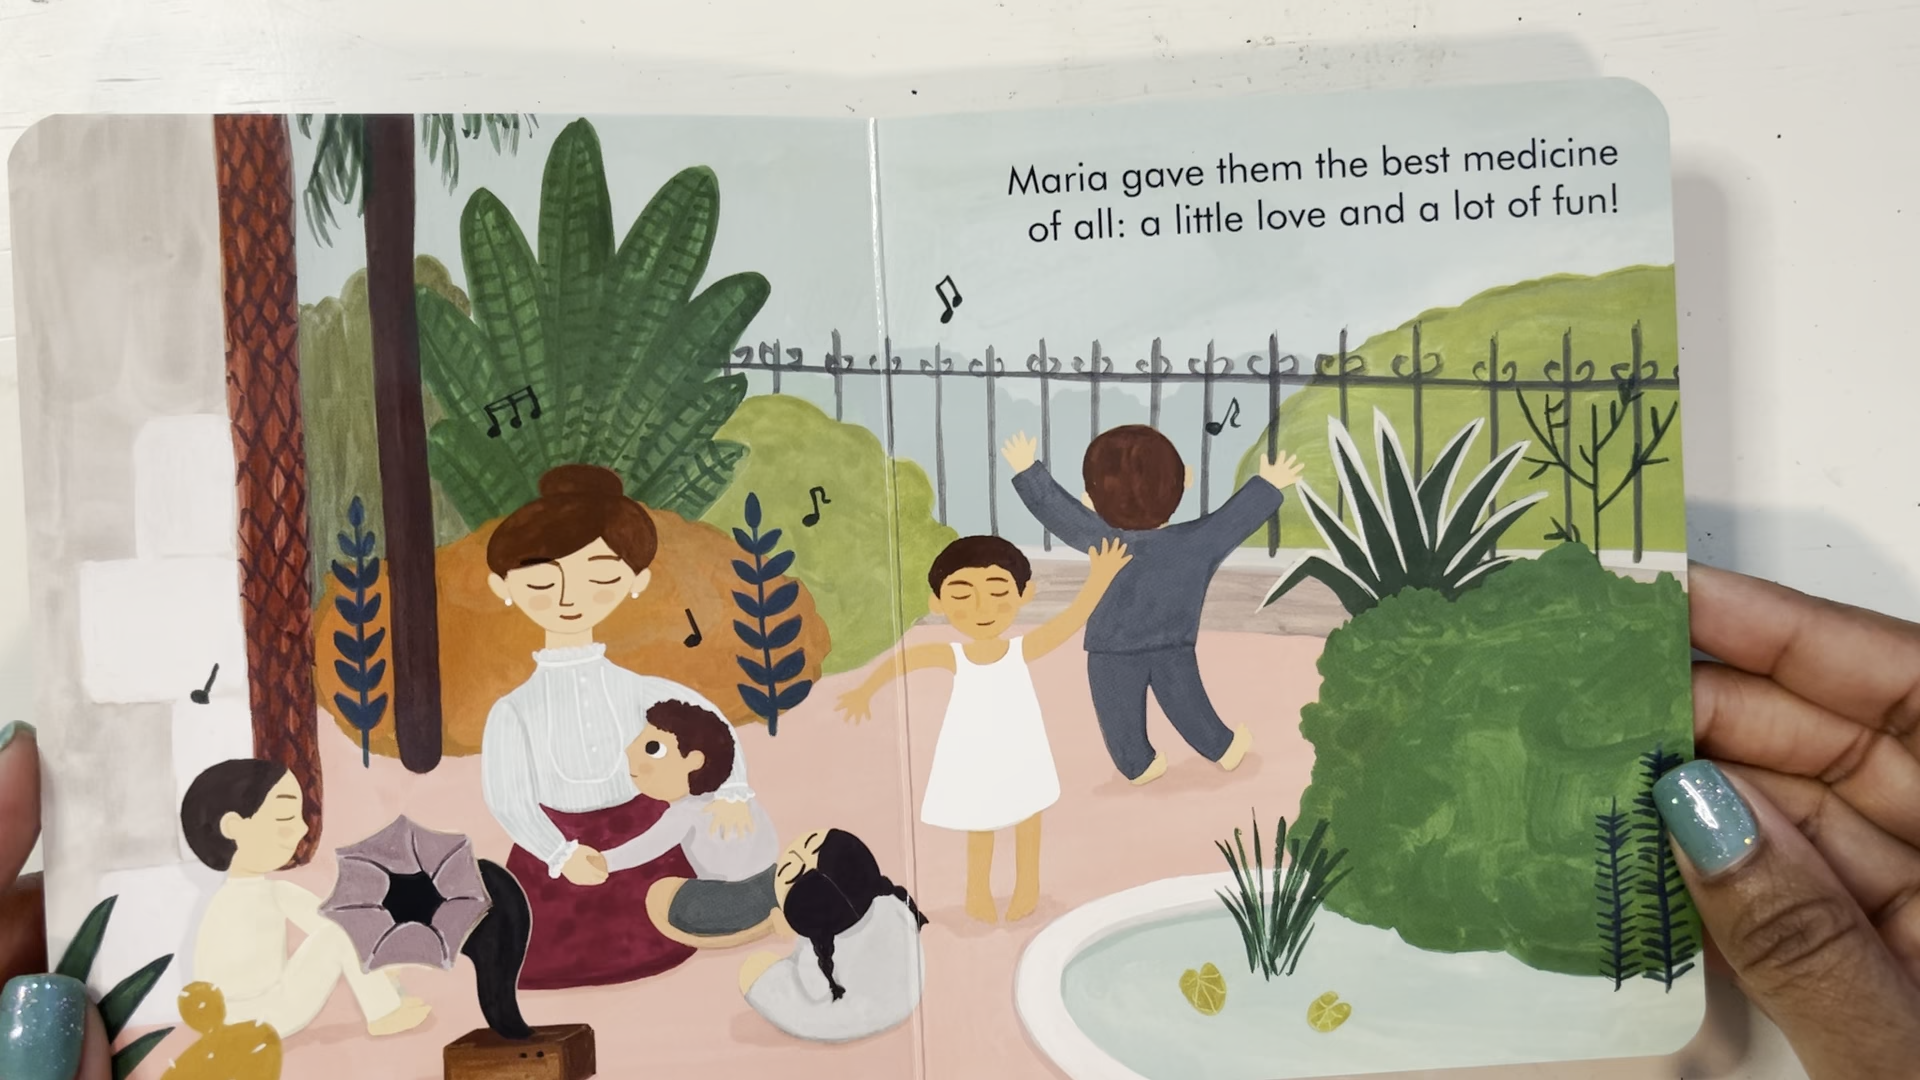 Maria gave them the best medicine
of all: a little love and a lot of fun!